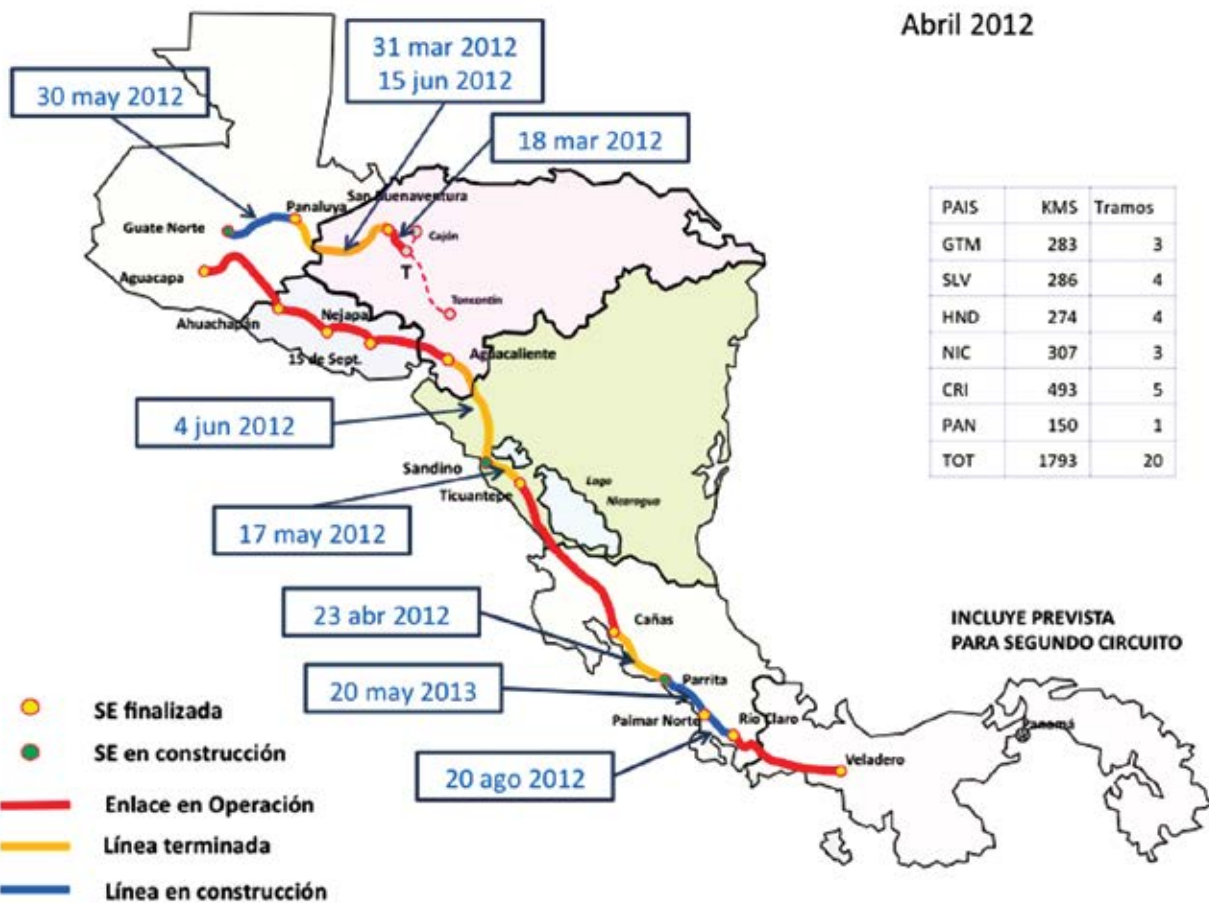 Abril 2012
31 mar 2012
15 jun 2012
30 may 2012
18 mar 2012
San Buenaventura
Panaluya
Guate Norte
Cajón
T
Aguacapa
Toncontín
Ahuachapán
Nejapa
15 de Sept.
Aguacaliente
4 jun 2012
Sandino
Ticuantepe
Lago
Nicaragua
17 may 2012
23 abr 2012
Cañas
20 may 2013
Parrita
Palmar Norte
Río Claro
20 ago 2012
Veladero
Panamá
PAIS KMS Tramos
GTM 283 3
SLV 286 4
HND 274 4
NIC 307 3
CRI 493 5
PAN 150 1
TOT 1793 20
INCLUYE PREVISTA
PARA SEGUNDO CIRCUITO
SE finalizada
SE en construcción
Enlace en Operación
Línea terminada
Línea en construcción